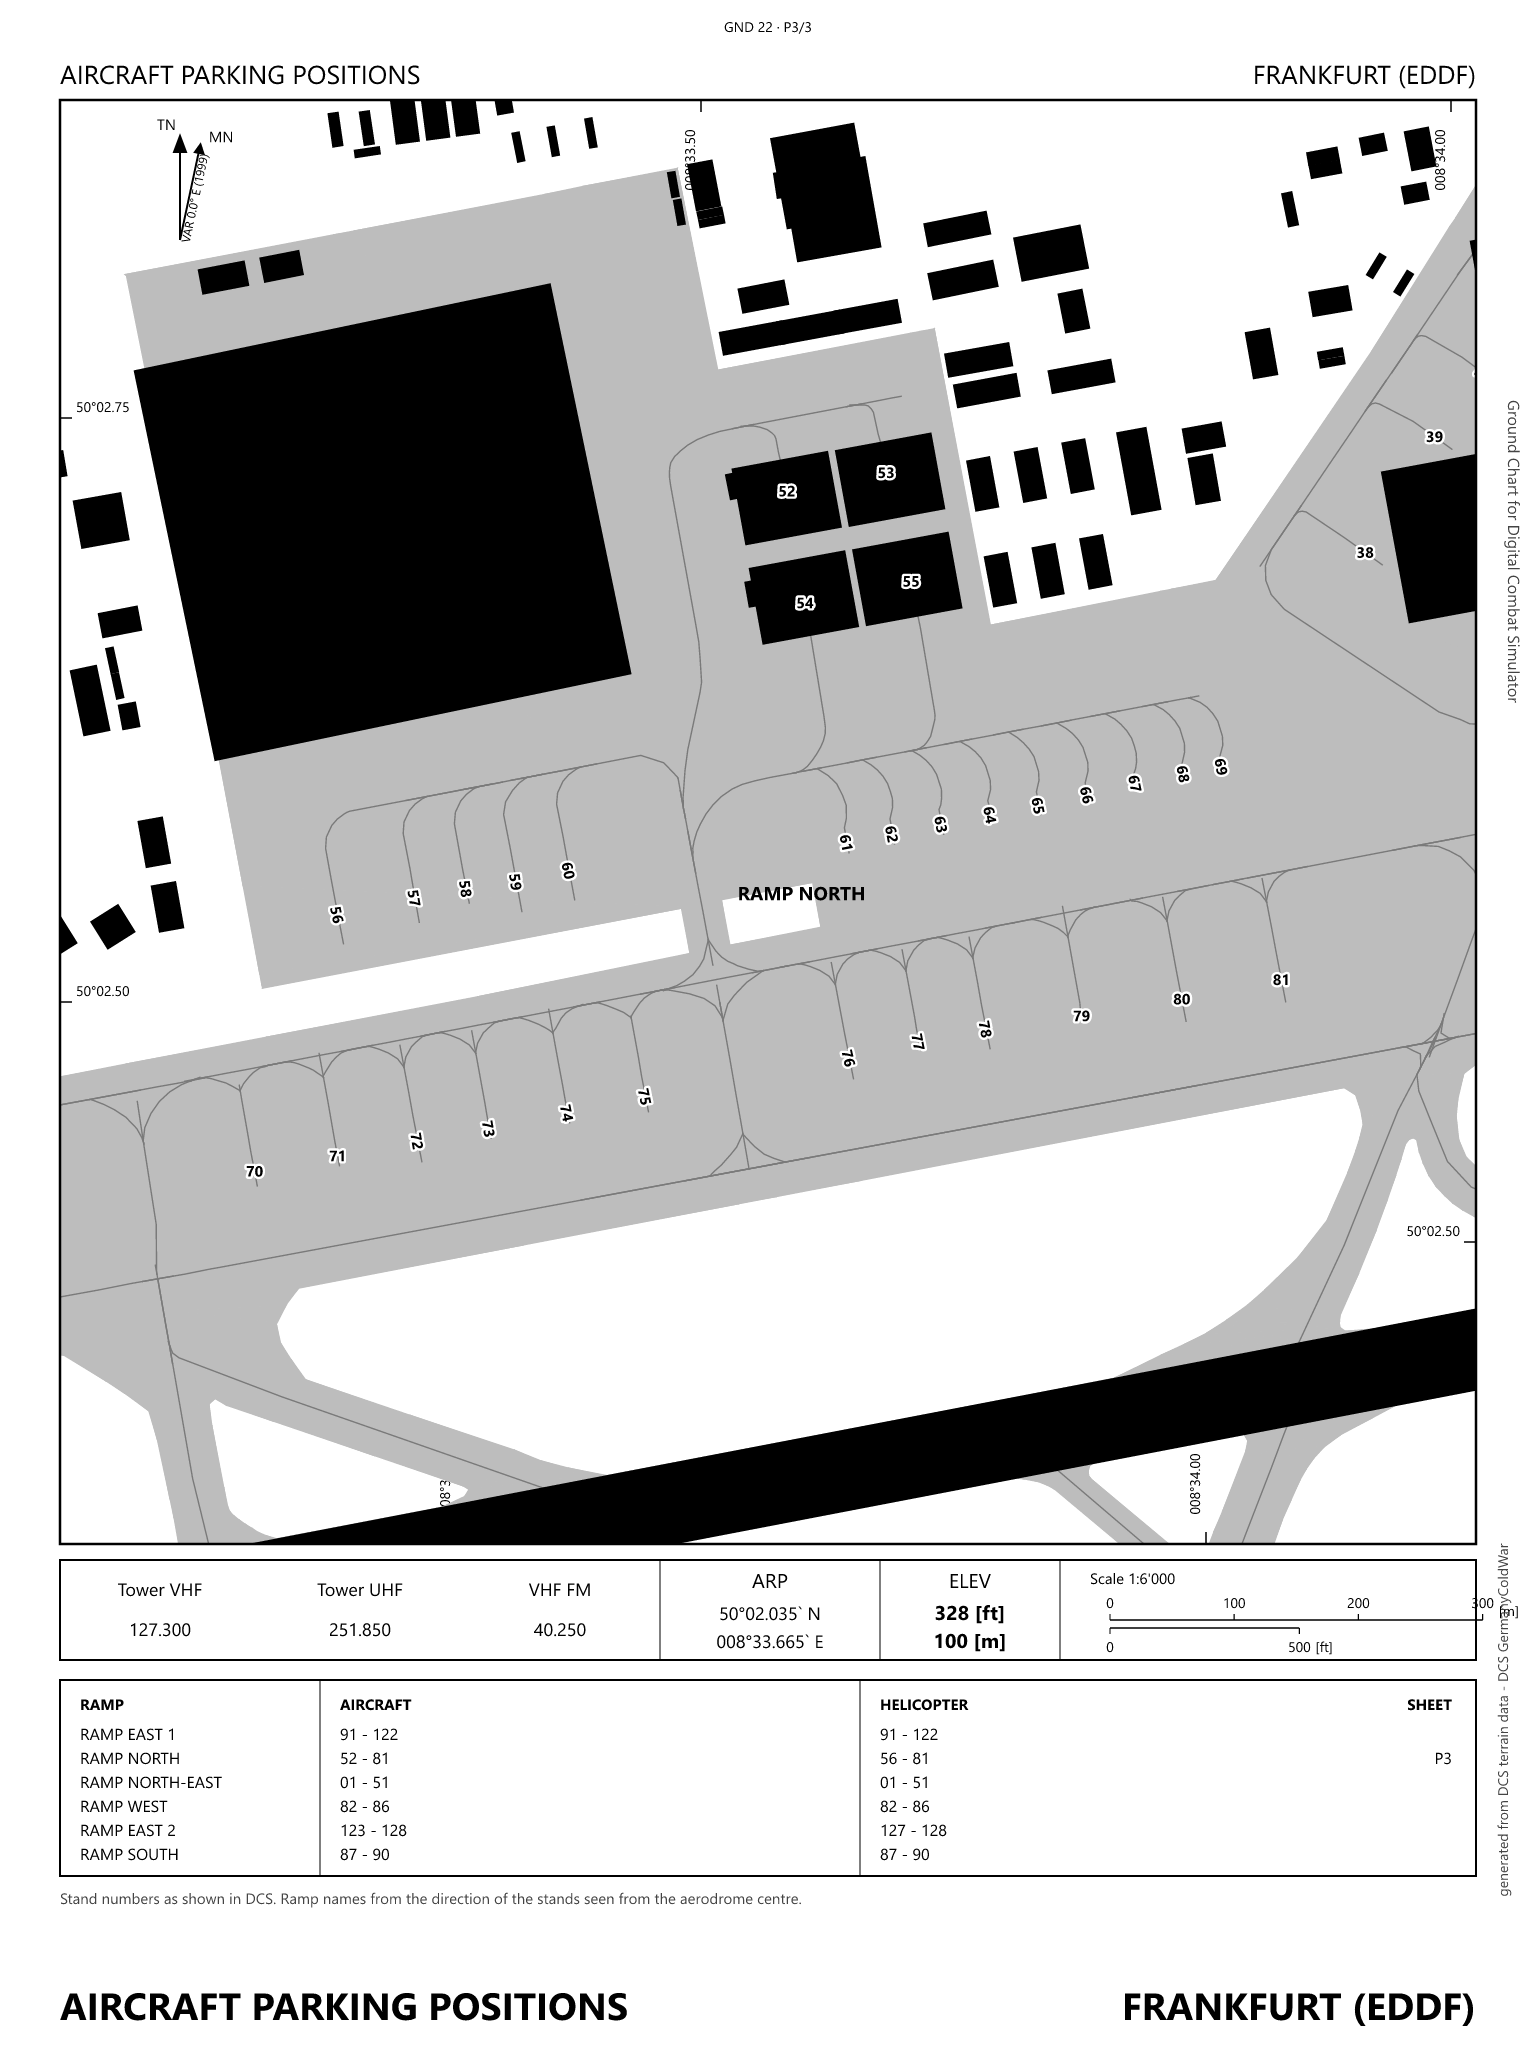 GND 22 · P3/3
AIRCRAFT PARKING POSITIONS
FRANKFURT (EDDF)
TN
MN
VAR 0.0° E (1999)
008°33.50
008°34.00
50°02.75
39
52
53
38
54
55
69
68
67
66
65
64
63
62
61
60
59
58
57
56
RAMP NORTH
50°02.50
81
80
79
78
77
76
75
74
73
72
71
70
50°02.50
008°34.00
08°3
Ground Chart for Digital Combat Simulator
Tower VHF
127.300
Tower UHF
251.850
VHF FM
40.250
ARP
50°02.035` N
008°33.665` E
ELEV
328 [ft]
100 [m]
Scale 1:6'000
0 100 200 300 [m]
0 500 [ft]
RAMP AIRCRAFT HELICOPTER SHEET
RAMP EAST 1 91 - 122 91 - 122
RAMP NORTH 52 - 81 56 - 81 P3
RAMP NORTH-EAST 01 - 51 01 - 51
RAMP WEST 82 - 86 82 - 86
RAMP EAST 2 123 - 128 127 - 128
RAMP SOUTH 87 - 90 87 - 90
generated from DCS terrain data - DCS GermanyColdWar
Stand numbers as shown in DCS. Ramp names from the direction of the stands seen from the aerodrome centre.
AIRCRAFT PARKING POSITIONS
FRANKFURT (EDDF)